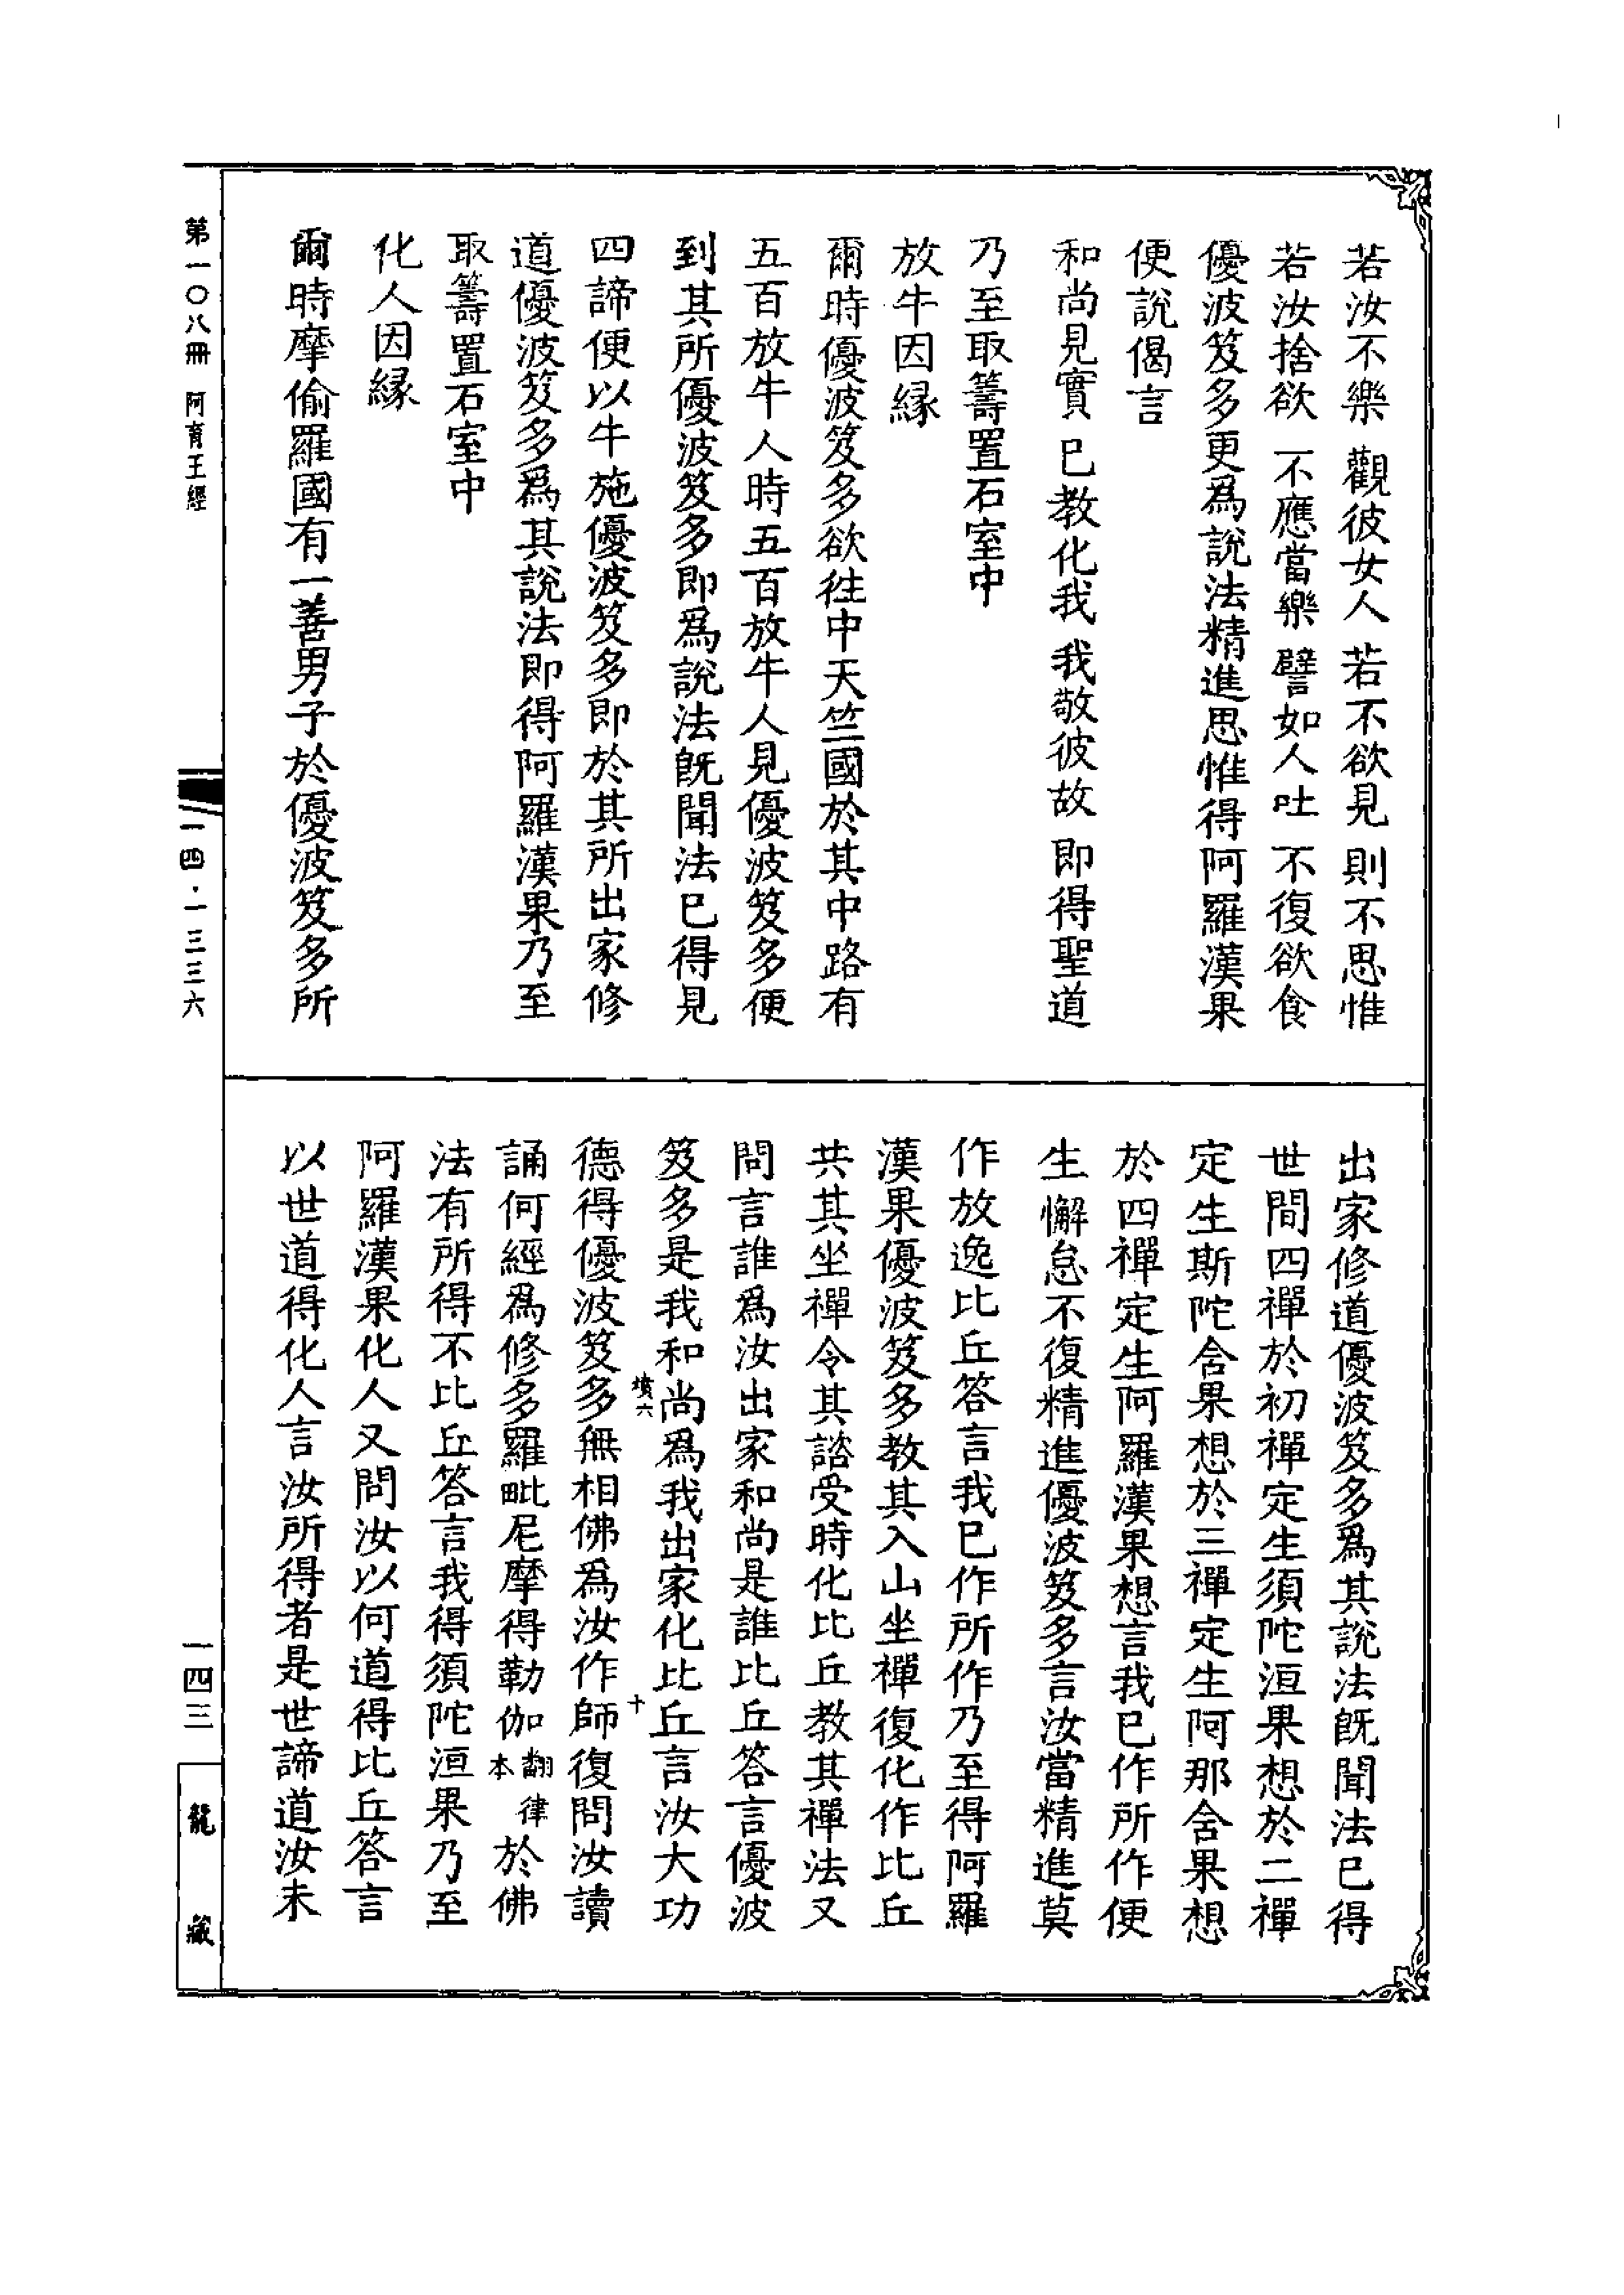 若汝不樂 觀彼女人 若不欲見 則不思惟
若汝捨欲 不應當樂 譬如人吐 不復欲食
優波笈多更為說法精進思惟得阿羅漢果
便說偈言
和尚見實 已教化我 我敬彼故 即得聖道
乃至取籌置石室中
放牛因緣
爾時優波笈多欲往中天竺國於其中路有
五百放牛人時五百放牛人見優波笈多便
到其所優波笈多即為說法既聞法已得見
四諦便以牛施優波笈多即於其所出家修
道優波笈多為其說法即得阿羅漢果乃至
取籌置石室中
化人因緣
爾時摩偷羅國有一善男子於優波笈多所
出家修道優波笈多為其說法既聞法已得
世間四禪於初禪定生須陀洹果想於二禪
定生斯陀含果想於三禪定生阿那含果想
於四禪定生阿羅漢果想言我已作所作便
生懈怠不復精進優波笈多言汝當精進莫
作放逸比丘答言我已作所作乃至得阿羅
漢果優波笈多教其入山坐禪復化作比丘
共其坐禪令其諮受時化比丘教其禪法又
問言誰為汝出家和尚是誰比丘答言優波
笈多是我和尚為我出家化比丘言汝大功
墳六 十
德得優波笈多無相佛為汝作師復問汝讀
誦何經為修多羅毗尼摩得勒伽翻律本於佛
法有所得不比丘答言我得須陀洹果乃至
阿羅漢果化人又問汝以何道得比丘答言
以世道得化人言汝所得者是世諦道汝未
第一〇八冊 阿育王經
一四·一三三六
一四三
龍藏